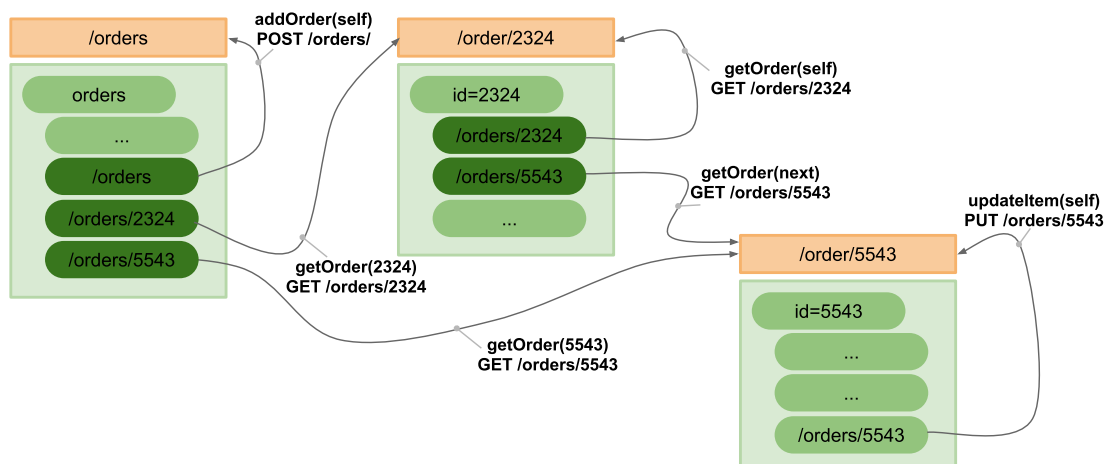 /orders
addOrder(self)
POST /orders/
orders
...
/orders
/orders/2324
/orders/5543
getOrder(2324)
GET /orders/2324
/order/2324
getOrder(self)
GET /orders/2324
id=2324
/orders/2324
/orders/5543
...
getOrder(next)
GET /orders/5543
getOrder(5543)
GET /orders/5543
updateItem(self)
PUT /orders/5543
/order/5543
id=5543
...
...
/orders/5543